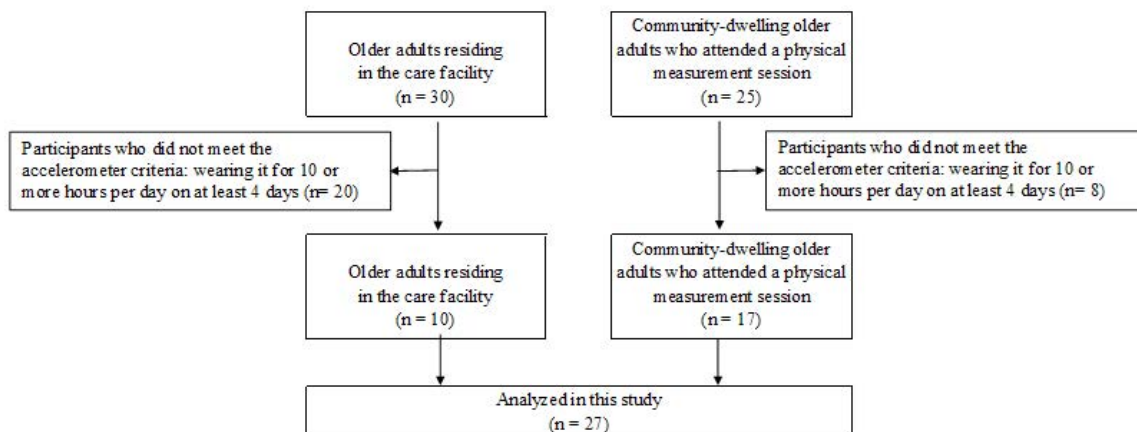 Older adults residing
in the care facility
(n = 30)
Community-dwelling older
adults who attended a physical
measurement session
(n = 25)
Participants who did not meet the
accelerometer criteria: wearing it for 10 or
more hours per day on at least 4 days (n= 20)
Participants who did not meet the
accelerometer criteria: wearing it for 10 or
more hours per day on at least 4 days (n= 8)
Older adults residing
in the care facility
(n = 10)
Community-dwelling older
adults who attended a physical
measurement session
(n = 17)
Analyzed in this study
(n = 27)